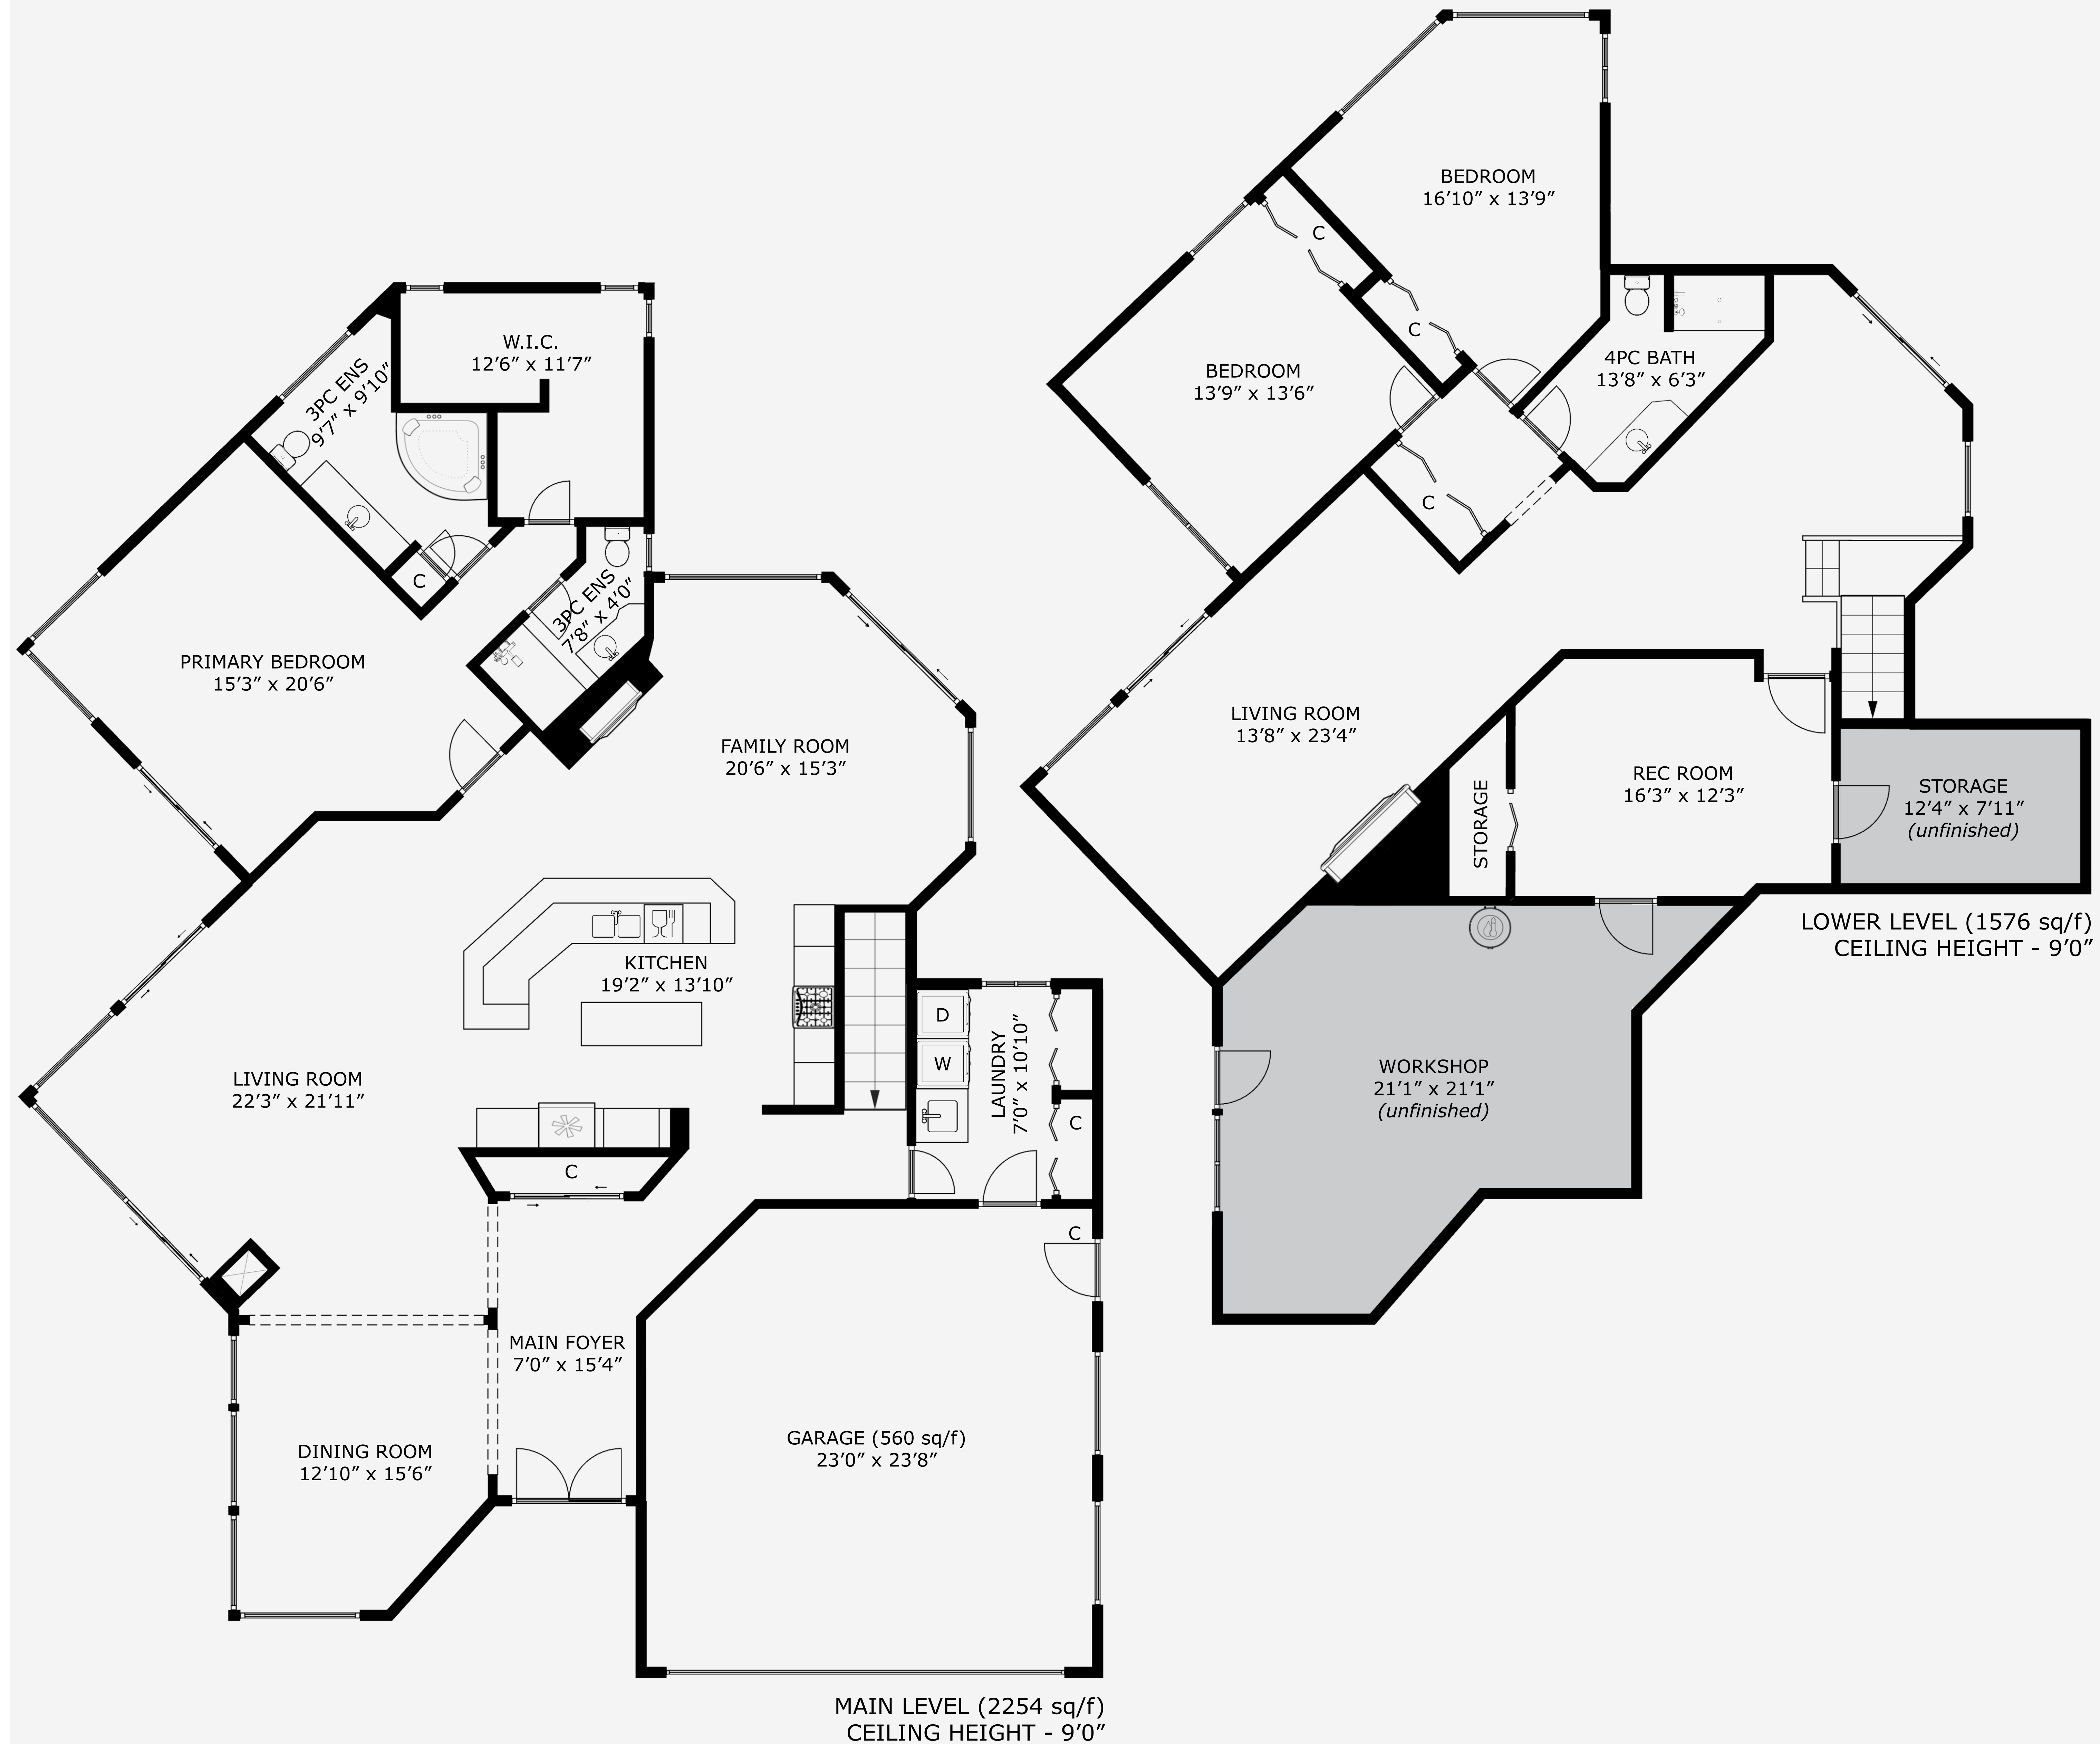 W.I.C.
12’6” x 11’7”
3PC ENS
9’7” x 9’10”
C
3PC ENS
7’8” x 4’0”
PRIMARY BEDROOM
15’3” x 20’6”
FAMILY ROOM
20’6” x 15’3”
KITCHEN
19’2” x 13’10”
LIVING ROOM
22’3” x 21’11”
C
D
W
LAUNDRY
7’0” x 10’10”
C
C
MAIN FOYER
7’0” x 15’4”
DINING ROOM
12’10” x 15’6”
GARAGE (560 sq/f)
23’0” x 23’8”
MAIN LEVEL (2254 sq/f)
CEILING HEIGHT - 9’0”
BEDROOM
16’10” x 13’9”
C
C
BEDROOM
13’9” x 13’6”
4PC BATH
13’8” x 6’3”
C
LIVING ROOM
13’8” x 23’4”
STORAGE
REC ROOM
16’3” x 12’3”
STORAGE
12’4” x 7’11”
(unfinished)
LOWER LEVEL (1576 sq/f)
CEILING HEIGHT - 9’0”
WORKSHOP
21’1” x 21’1”
(unfinished)